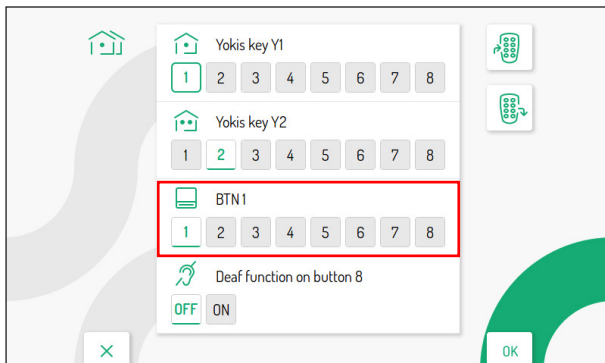 Yokis key Y1
1 2 3 4 5 6 7 8
Yokis key Y2
1 2 3 4 5 6 7 8
BTN 1
1 2 3 4 5 6 7 8
Deaf function on button 8
OFF ON
OK